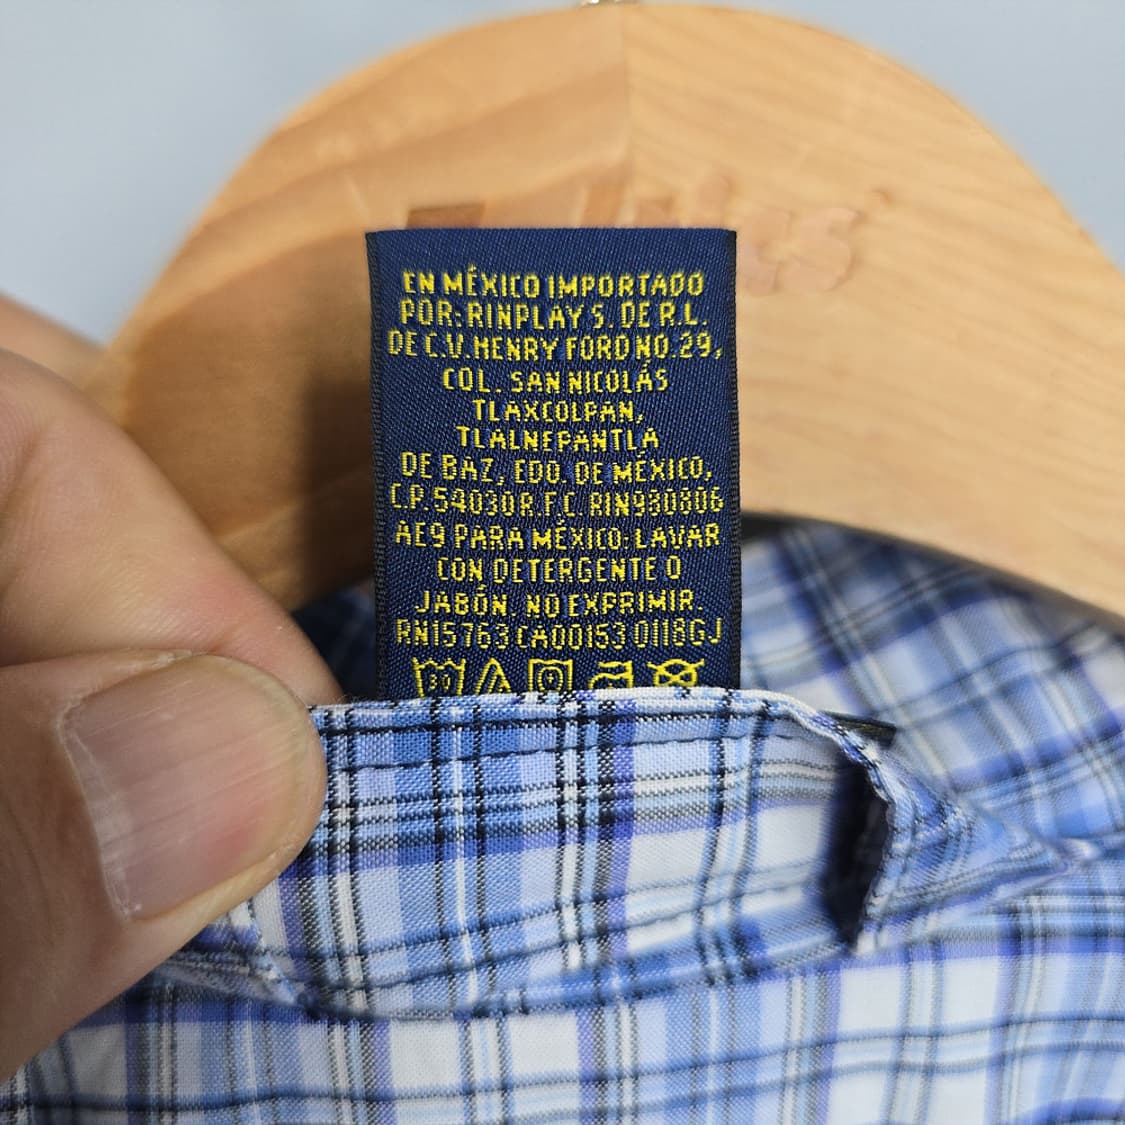 EN MÉXICO IMPORTADO
POR: RINPLAY S. DE R.L.
DE C.V. HENRY FORD NO. 29,
COL. SAN NICOLÁS
TLAXCOLPAN,
TLALNEPANTLA
DE BAZ, EDO. DE MÉXICO,
C.P. 54030 R.F.C. RIN930806
AE9 PARA MÉXICO: LAVAR
CON DETERGENTE O
JABÓN. NO EXPRIMIR.
RN15763 CA00153 0118GJ
30